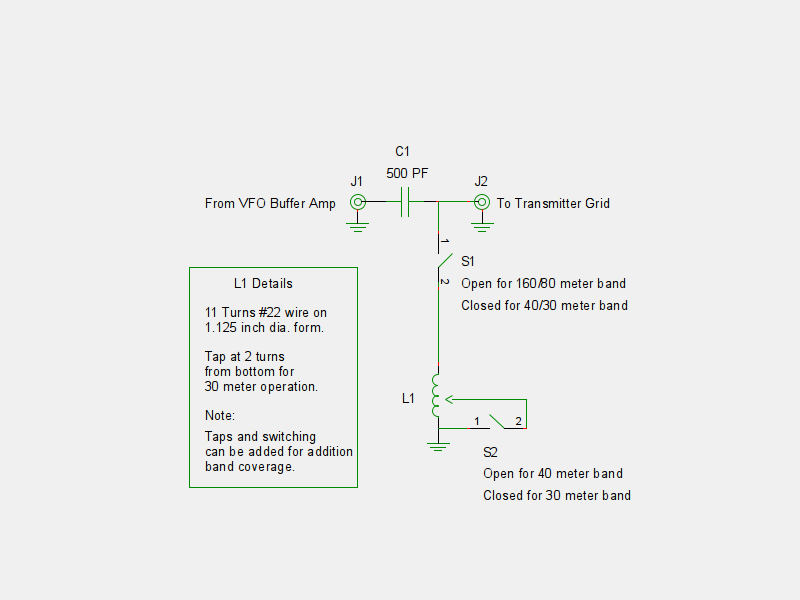 C1
500 PF
J1
J2
From VFO Buffer Amp
To Transmitter Grid
1
S1
2
Open for 160/80 meter band
Closed for 40/30 meter band
L1 Details
11 Turns #22 wire on
1.125 inch dia. form.
Tap at 2 turns
from bottom for
30 meter operation.
Note:
Taps and switching
can be added for addition
band coverage.
L1
1
2
S2
Open for 40 meter band
Closed for 30 meter band